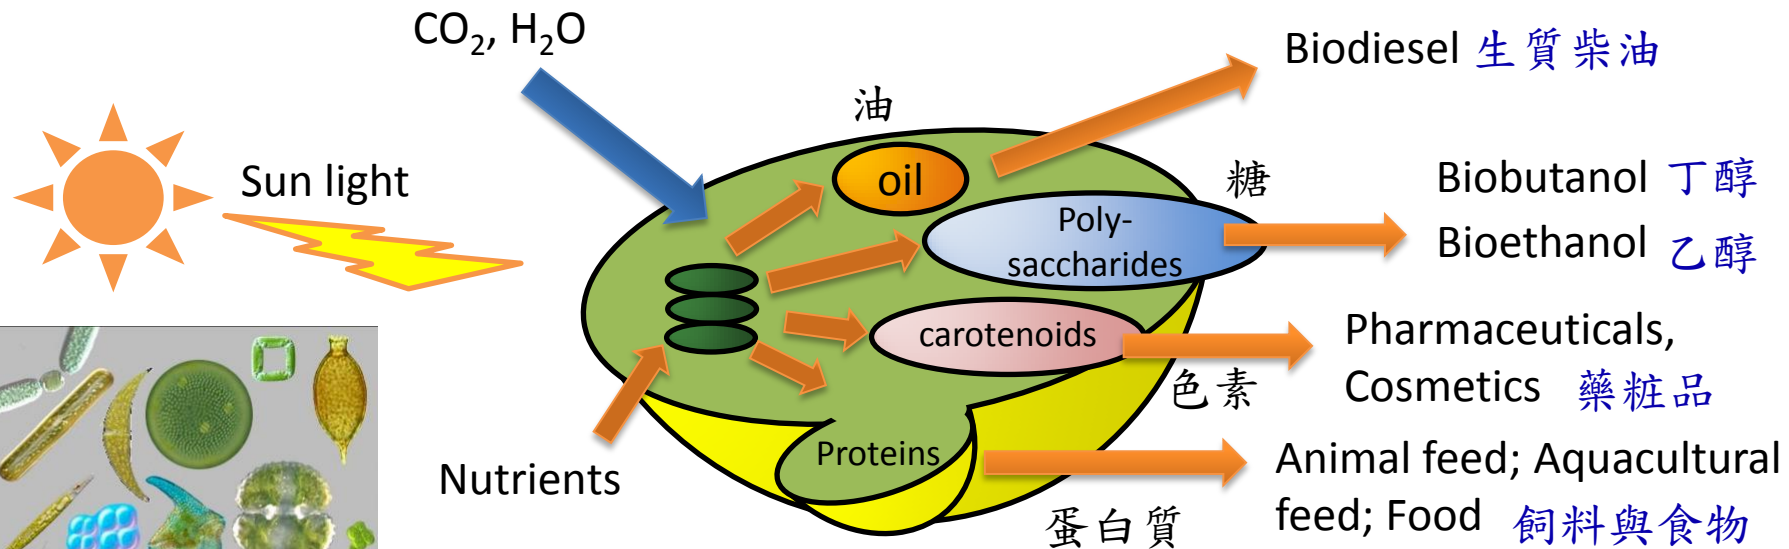 CO₂, H₂O
Biodiesel 生質柴油
油
Sun light
oil
糖
Biobutanol 丁醇
Poly-
saccharides
Bioethanol 乙醇
carotenoids
Pharmaceuticals,
Cosmetics 藥粧品
色素
Nutrients
Proteins
Animal feed; Aquacultural
feed; Food 飼料與食物
蛋白質